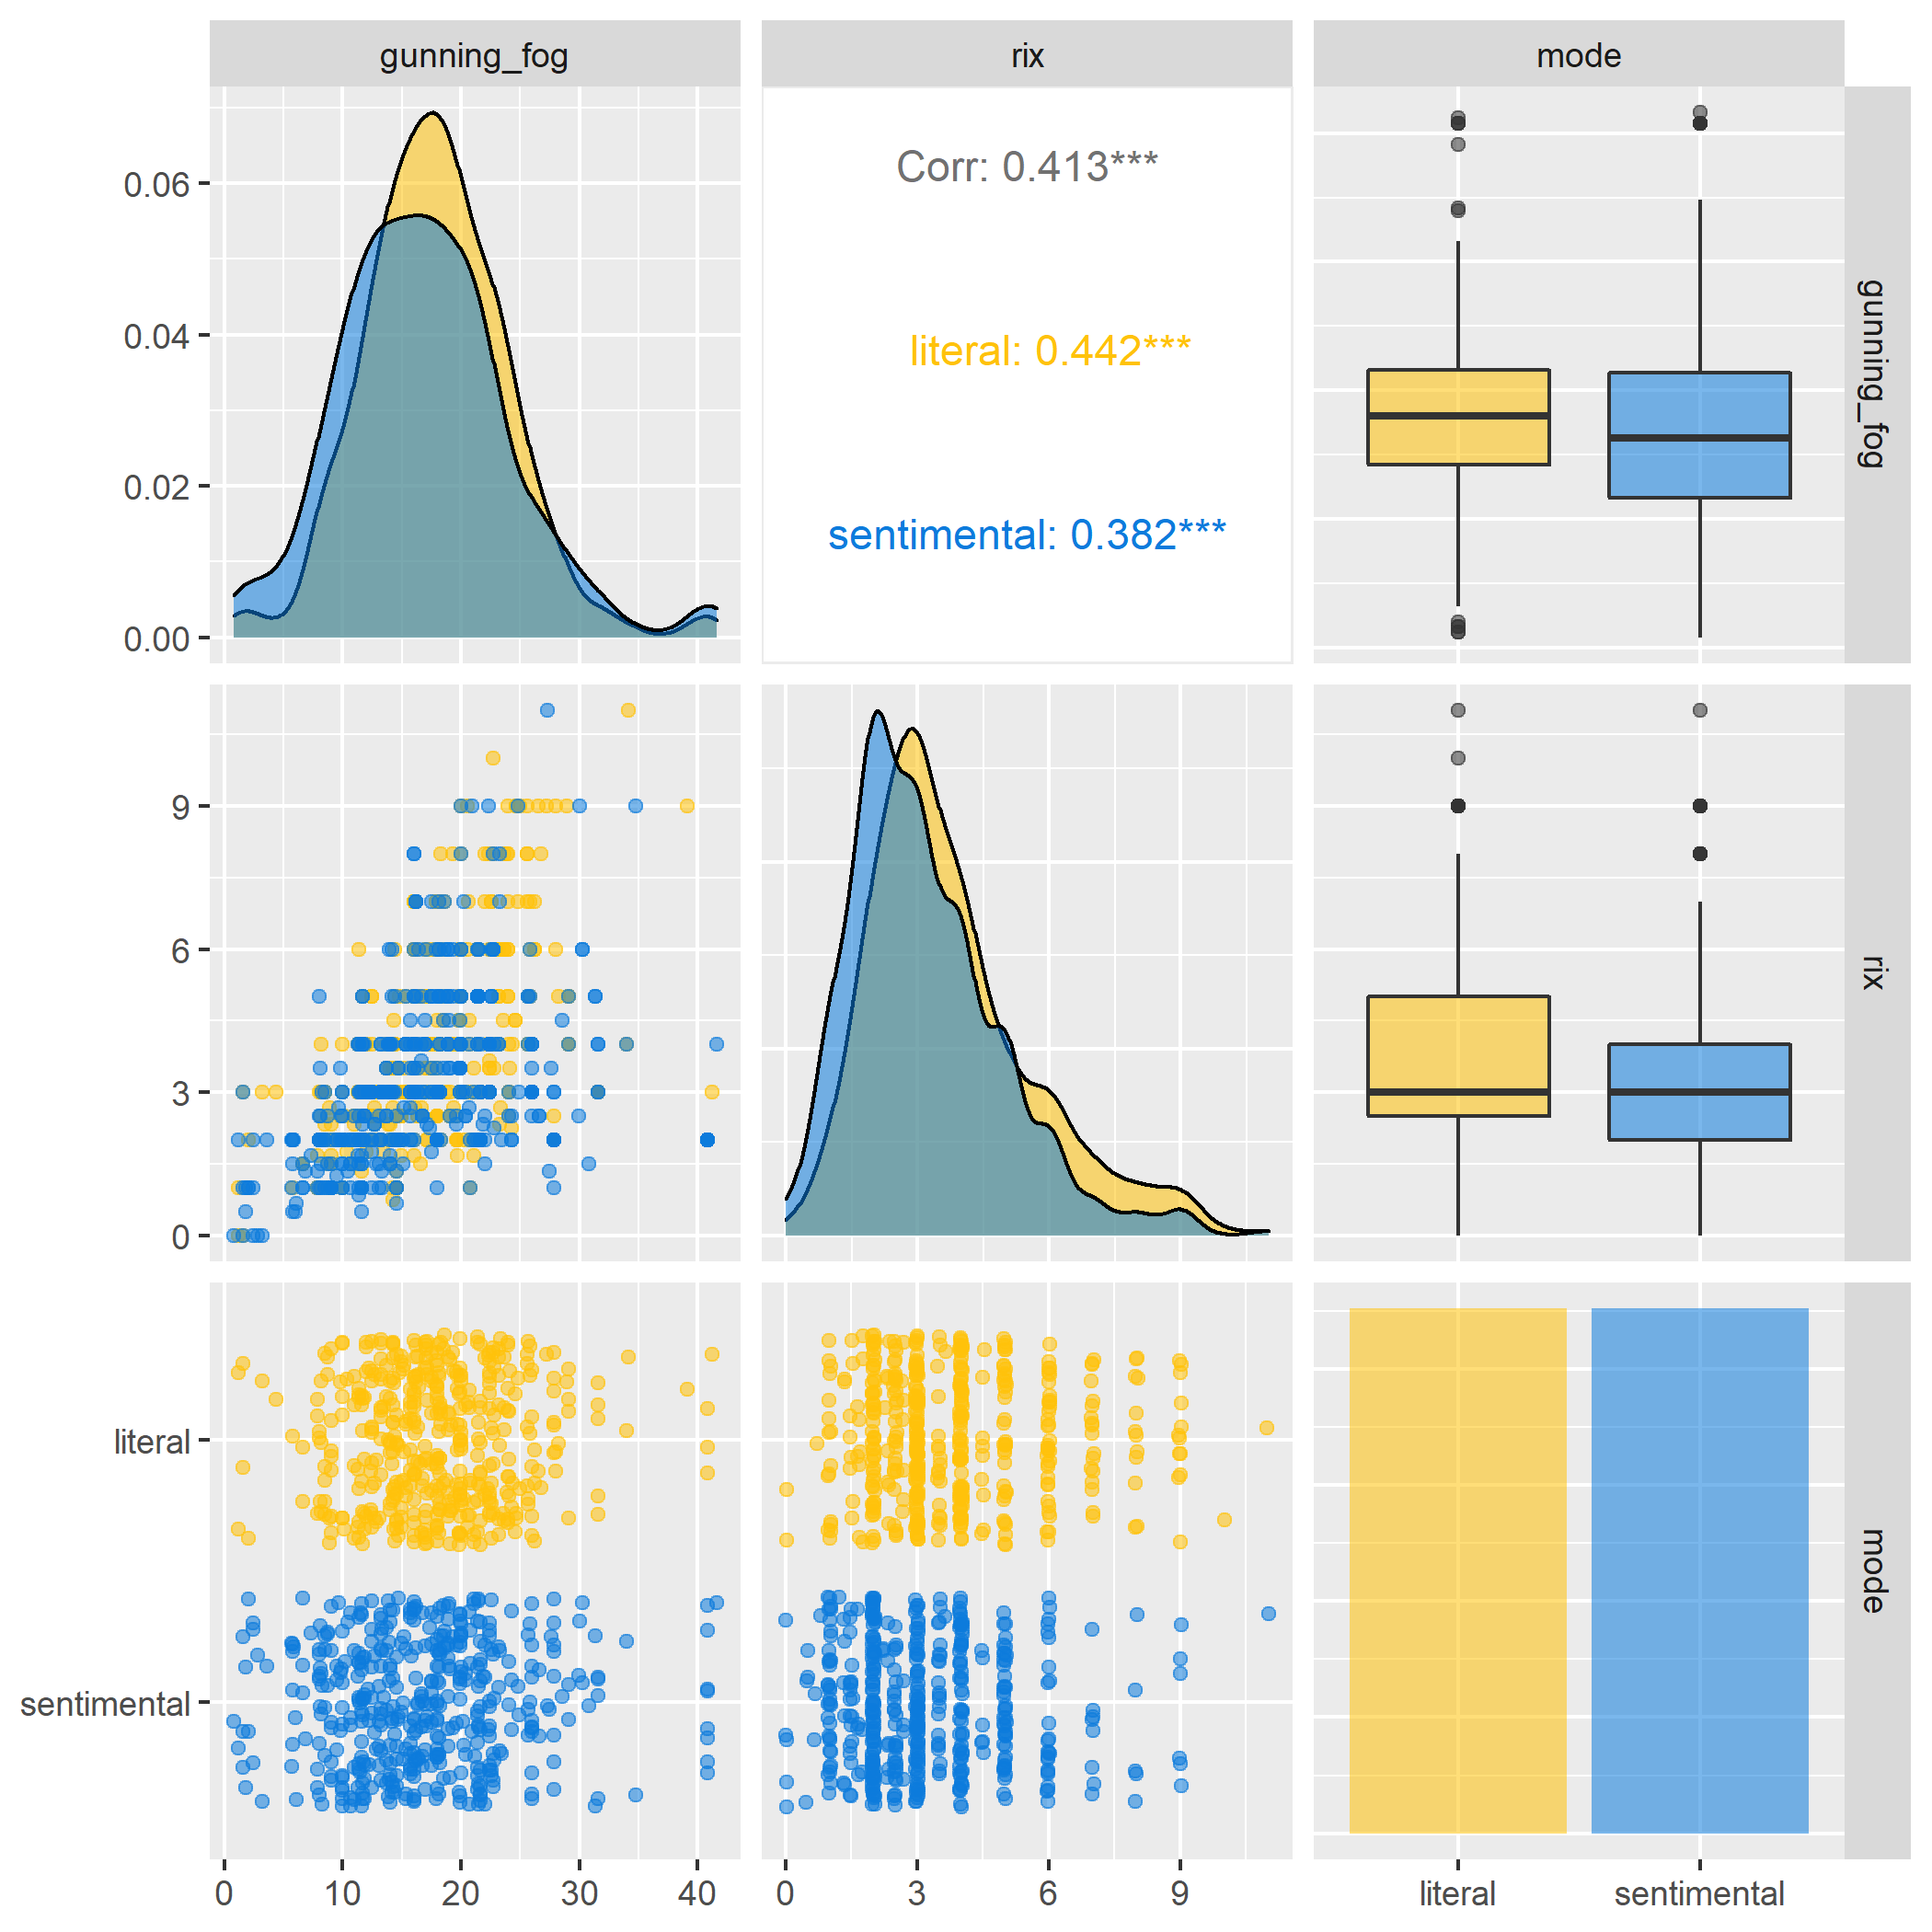 gunning_fog rix mode
Corr: 0.413***
literal: 0.442***
sentimental: 0.382***
0.06
0.04
0.02
0.00
gunning_fog
9
6
3
0
rix
literal
sentimental
mode
0 10 20 30 40 0 3 6 9 literal sentimental